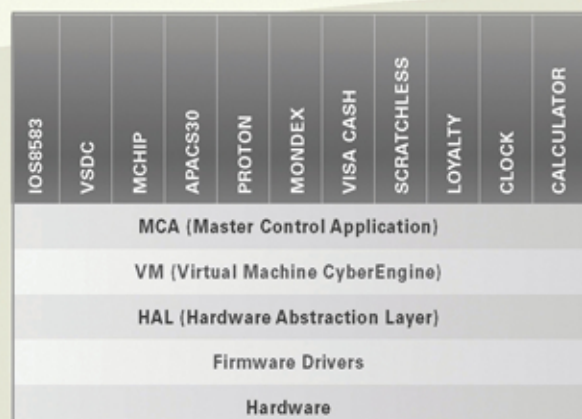 IOS8583
VSDC
MCHIP
APACS30
PROTON
MONDEX
VISA CASH
SCRATCHLESS
LOYALTY
CLOCK
CALCULATOR
MCA (Master Control Application)
VM (Virtual Machine CyberEngine)
HAL (Hardware Abstraction Layer)
Firmware Drivers
Hardware